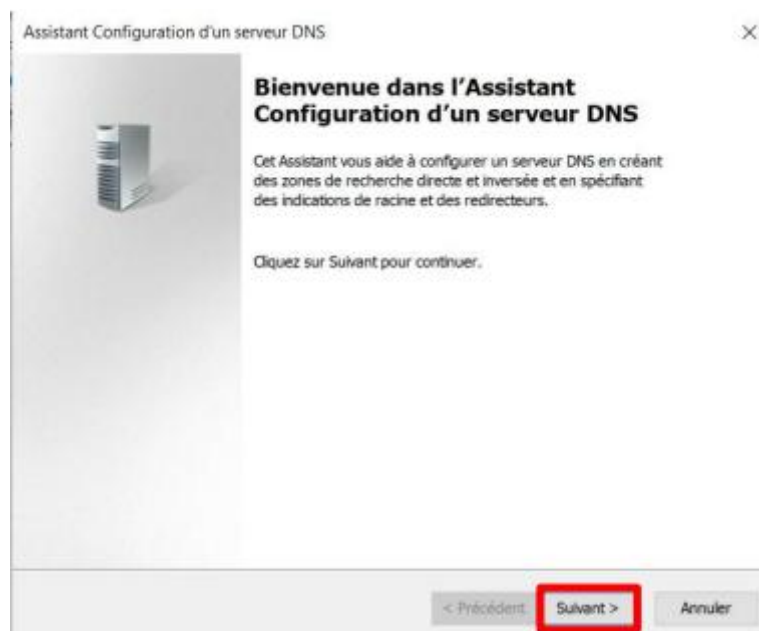 Assistant Configuration d'un serveur DNS
Bienvenue dans l'Assistant
Configuration d'un serveur DNS
Cet Assistant vous aide à configurer un serveur DNS en créant
des zones de recherche directe et inversée et en spécifiant
des indications de racine et des redirecteurs.
Cliquez sur Suivant pour continuer.
< Précédent Suivant > Annuler